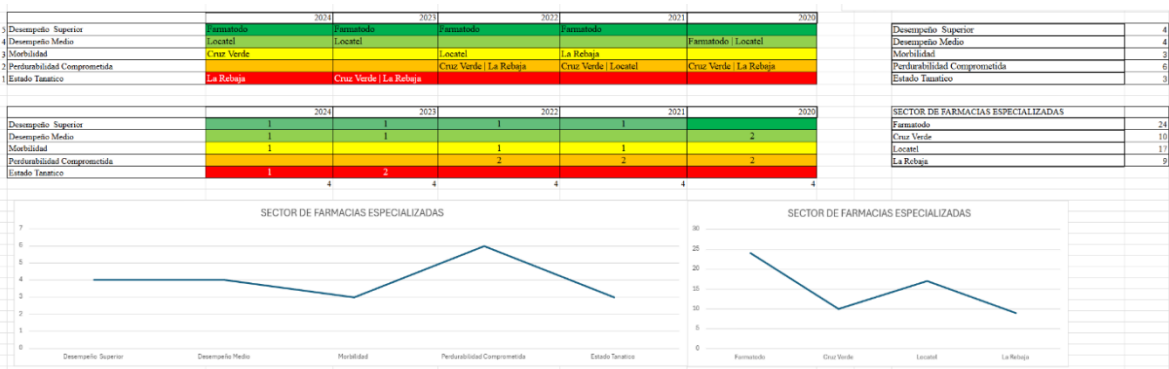 2024 2023 2022 2021 2020
5 Desempeño Superior Farmatodo Farmatodo Farmatodo Farmatodo
4 Desempeño Medio Locatel Locatel Farmatodo | Locatel
3 Morbilidad Cruz Verde Locatel La Rebaja
2 Perdurabilidad Comprometida Cruz Verde | La Rebaja Cruz Verde | Locatel Cruz Verde | La Rebaja
1 Estado Tanatico La Rebaja Cruz Verde | La Rebaja
Desempeño Superior 4
Desempeño Medio 4
Morbilidad 3
Perdurabilidad Comprometida 6
Estado Tanatico 3
2024 2023 2022 2021 2020
Desempeño Superior 1 1 1 1
Desempeño Medio 1 1 2
Morbilidad 1 1 1
Perdurabilidad Comprometida 2 2 2
Estado Tanatico 1 2
4 4 4 4 4
SECTOR DE FARMACIAS ESPECIALIZADAS
Farmatodo 24
Cruz Verde 10
Locatel 17
La Rebaja 9
SECTOR DE FARMACIAS ESPECIALIZADAS
7
6
5
4
3
2
1
0
Desempeño Superior Desempeño Medio Morbilidad Perdurabilidad Comprometida Estado Tanatico
SECTOR DE FARMACIAS ESPECIALIZADAS
30
25
20
15
10
5
0
Farmatodo Cruz Verde Locatel La Rebaja